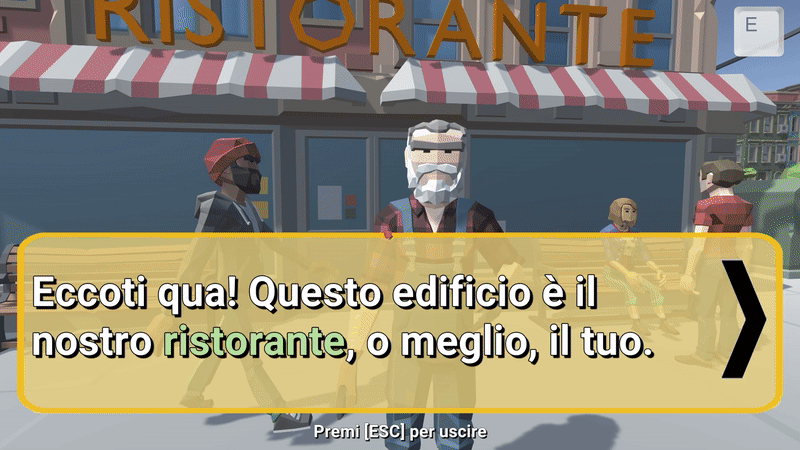 RISTORANTE
E
Eccoti qua! Questo edificio è il
nostro ristorante, o meglio, il tuo.
Premi [ESC] per uscire